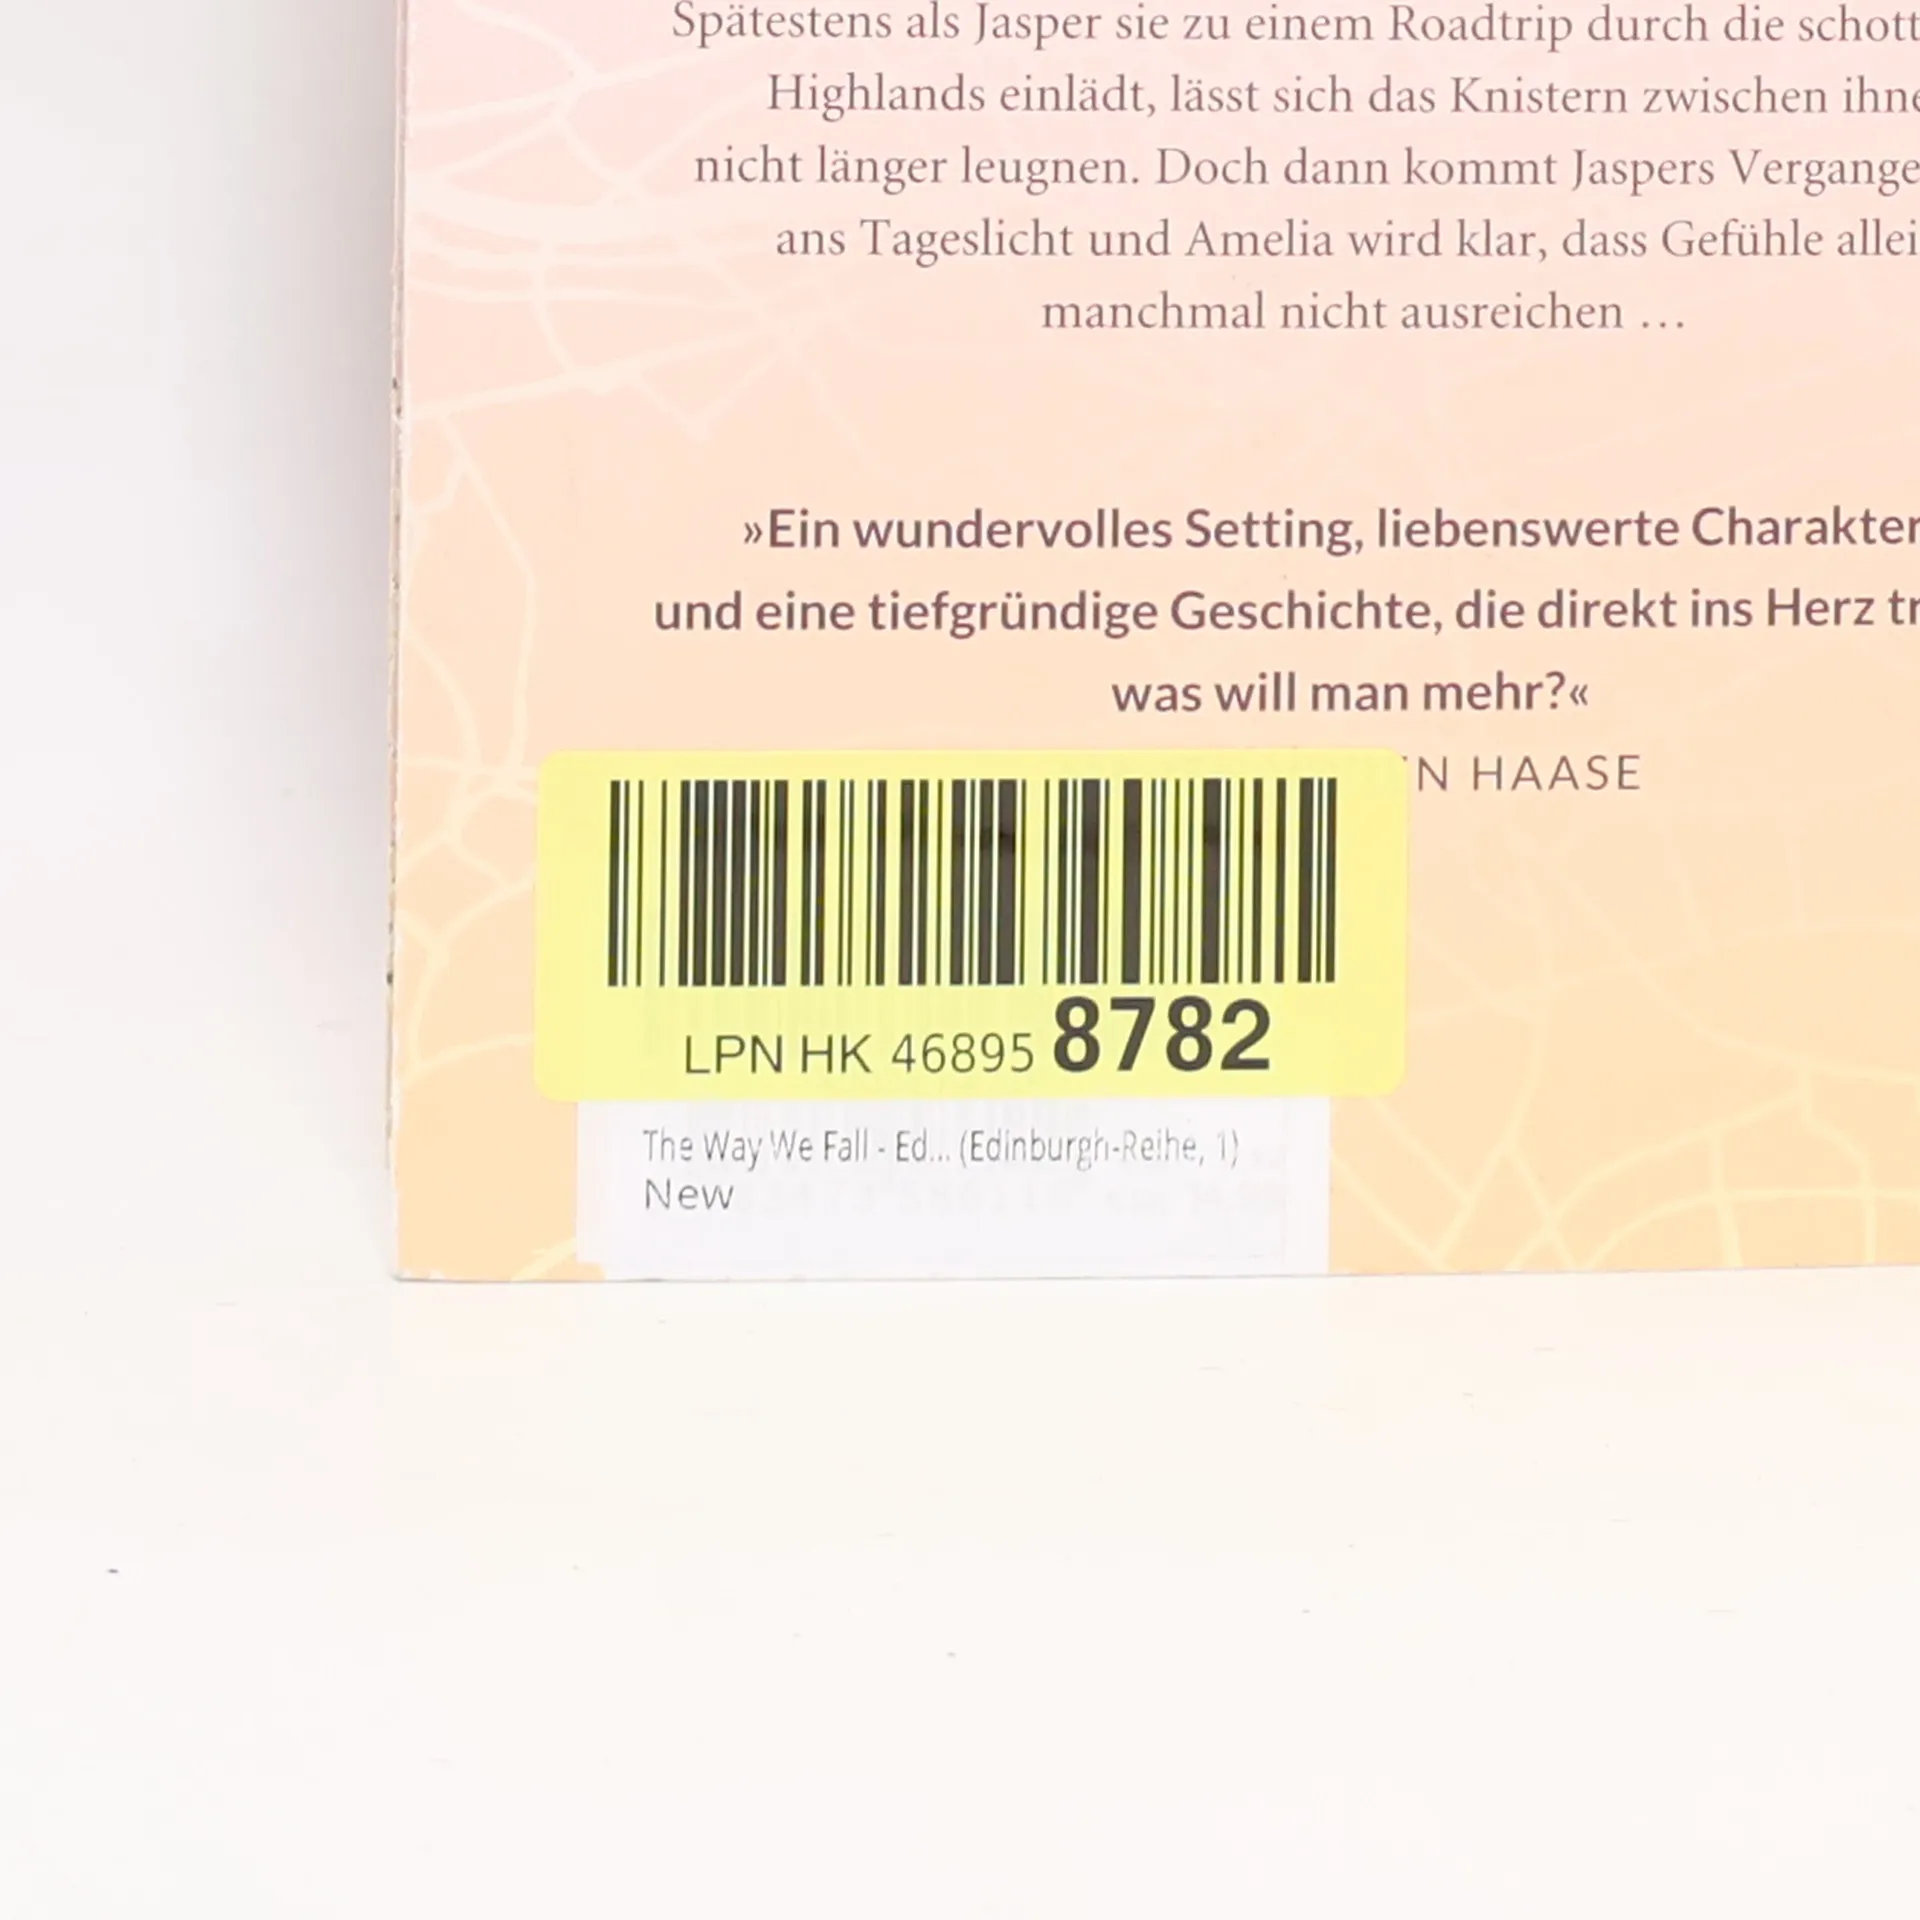 Spätestens als Jasper sie zu einem Roadtrip durch die schott
Highlands einlädt, lässt sich das Knistern zwischen ihne
nicht länger leugnen. Doch dann kommt Jaspers Vergange
ans Tageslicht und Amelia wird klar, dass Gefühle allei
manchmal nicht ausreichen …
»Ein wundervolles Setting, liebenswerte Charakter
und eine tiefgründige Geschichte, die direkt ins Herz tr
was will man mehr?«
N HAASE
LPN HK 46895 8782
The Way We Fall - Ed... (Edinburgh-Reihe, 1)
New